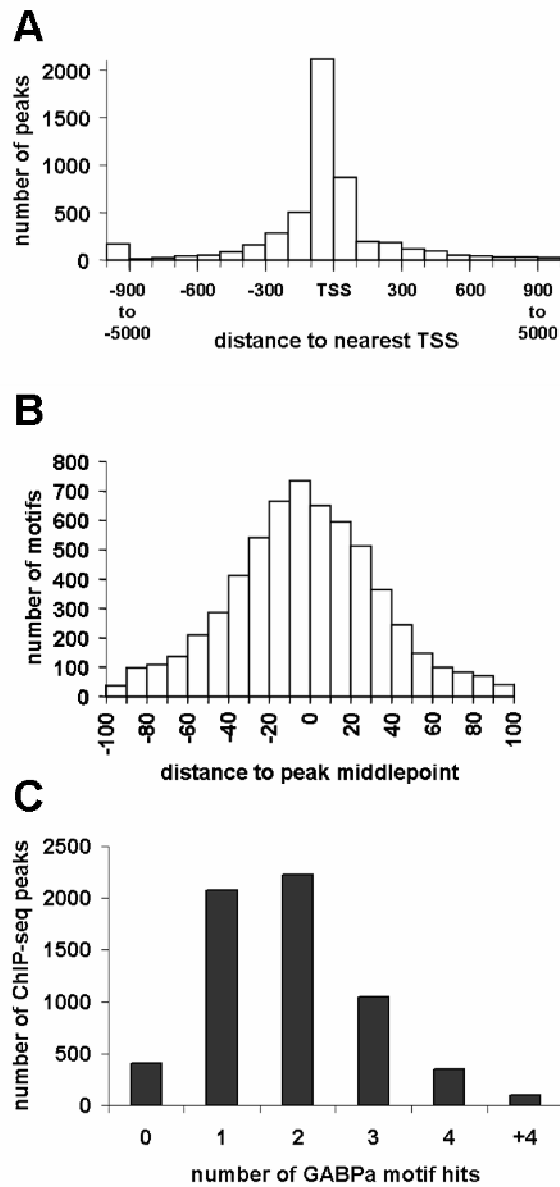 A
number of peaks
2000
1500
1000
500
0
-900 -600 -300 TSS 300 600 900
to to
-5000 5000
distance to nearest TSS
B
number of motifs
800
700
600
500
400
300
200
100
0
-100 -80 -60 -40 -20 0 20 40 60 80 100
distance to peak middlepoint
C
number of ChIP-seq peaks
2500
2000
1500
1000
500
0
0 1 2 3 4 +4
number of GABPa motif hits